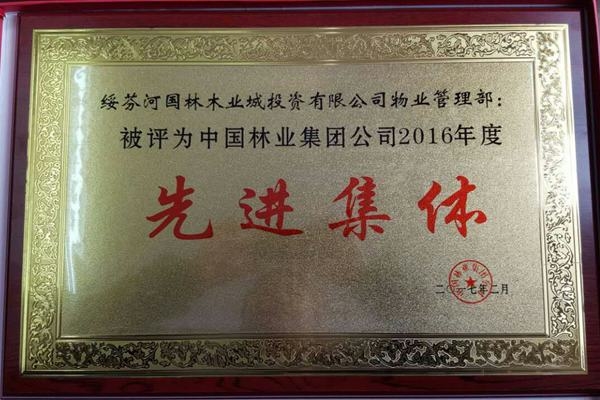 绥芬河国林木业城投资有限公司物业管理部：
被评为中国林业集团公司2016年度
先进集体
二〇一七年二月